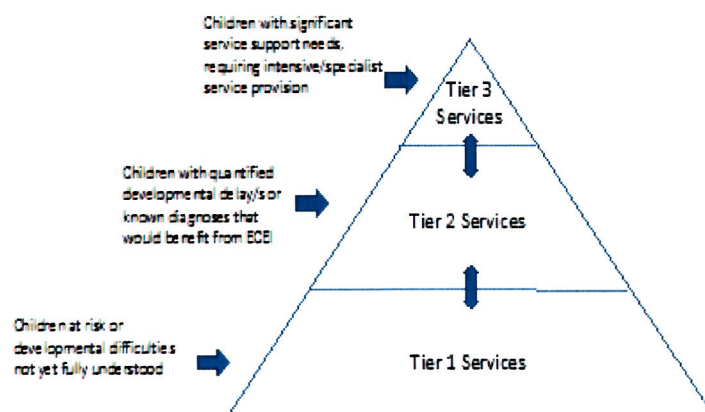 Children with significant
service support needs,
requiring intensive/specialist
service provision
Tier 3
Services
Children with quantified
developmental delay/s or
known diagnoses that
would benefit from ECEI
Tier 2 Services
Children at risk or
developmental difficulties
not yet fully understood
Tier 1 Services